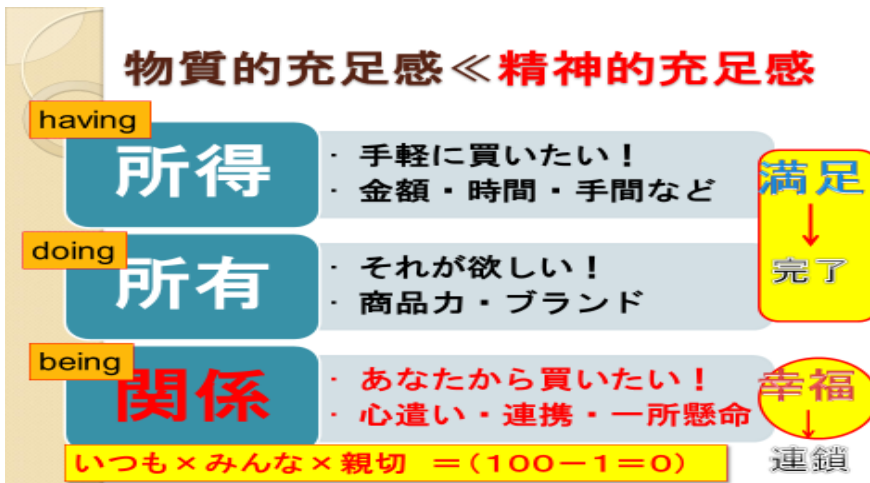 物質的充足感≪精神的充足感
having
所得
・手軽に買いたい！
・金額・時間・手間など
満足
完了
doing
所有
・それが欲しい！
・商品力・ブランド
being
関係
・あなたから買いたい！
・心遣い・連携・一所懸命
幸福
連鎖
いつも×みんな×親切 ＝(100－1＝0)